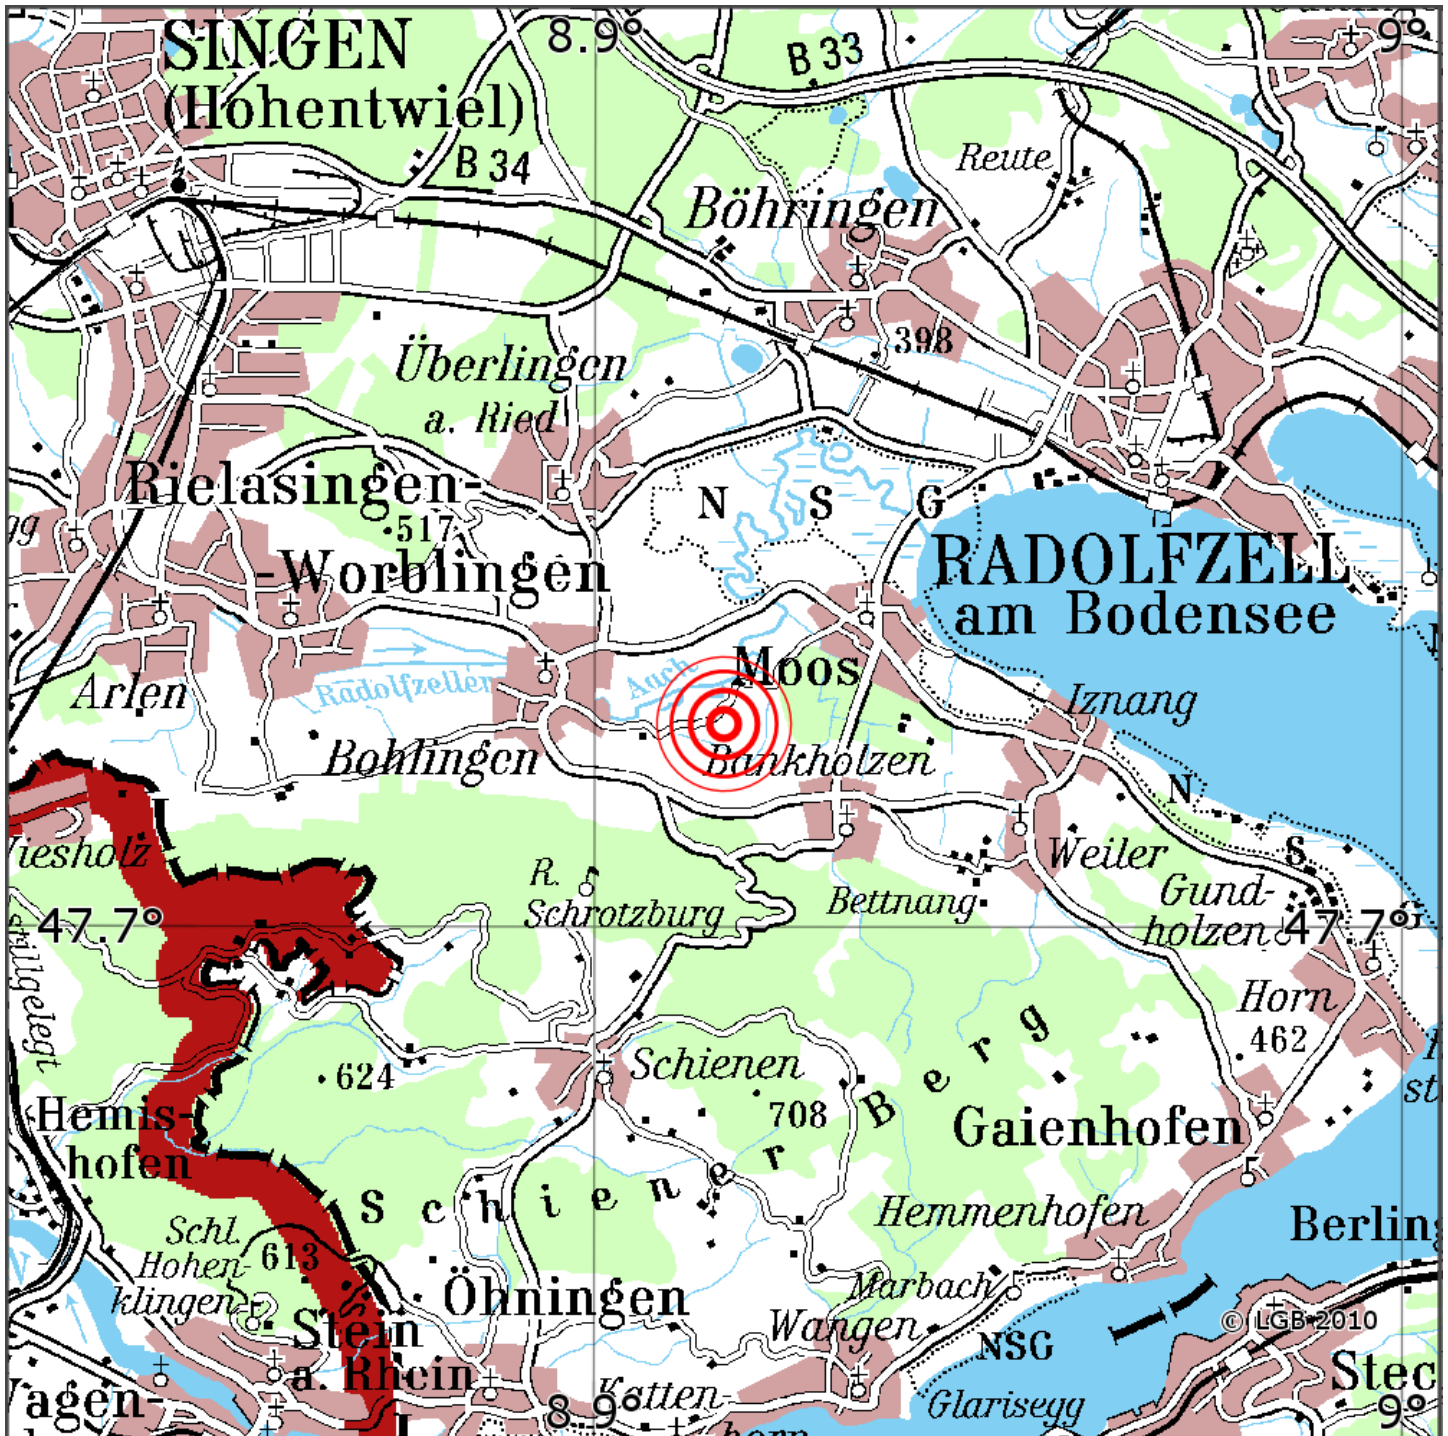 SINGEN
(Hohentwiel)
8.9°
9°
B 33
B 34
Reute
Böhringen
398
Überlingen
a. Ried
Rielasingen-
517
-Worblingen
N S G
RADOLFZELL
am Bodensee
Arlen
Radolfzeller
Aach
Moos
Iznang
Bohlingen
Bankholzen
N
S
Weiler
Bettnang
Gund-
holzen
R.
Schrotzburg
47.7°
47.7°
stillgelegt
Horn
462
Schienen
624
708
Schiener Berg
Gaienhofen
Hemis-
hofen
Hemmenhofen
Schl.
Hohen-
klingen
613
Öhningen
Marbach
Wangen
NSG
© LGB 2010
Stein
a. Rhein
Glarisegg
8.9°
9°